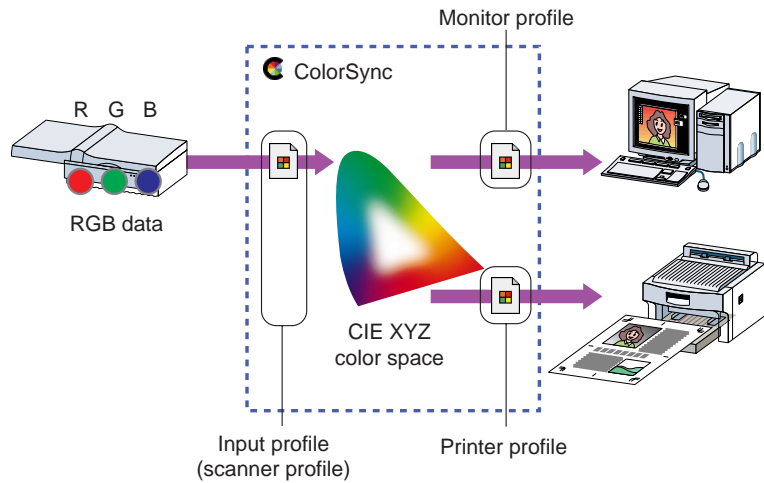 Monitor profile
ColorSync
R G B
RGB data
CIE XYZ
color space
Input profile
(scanner profile)
Printer profile